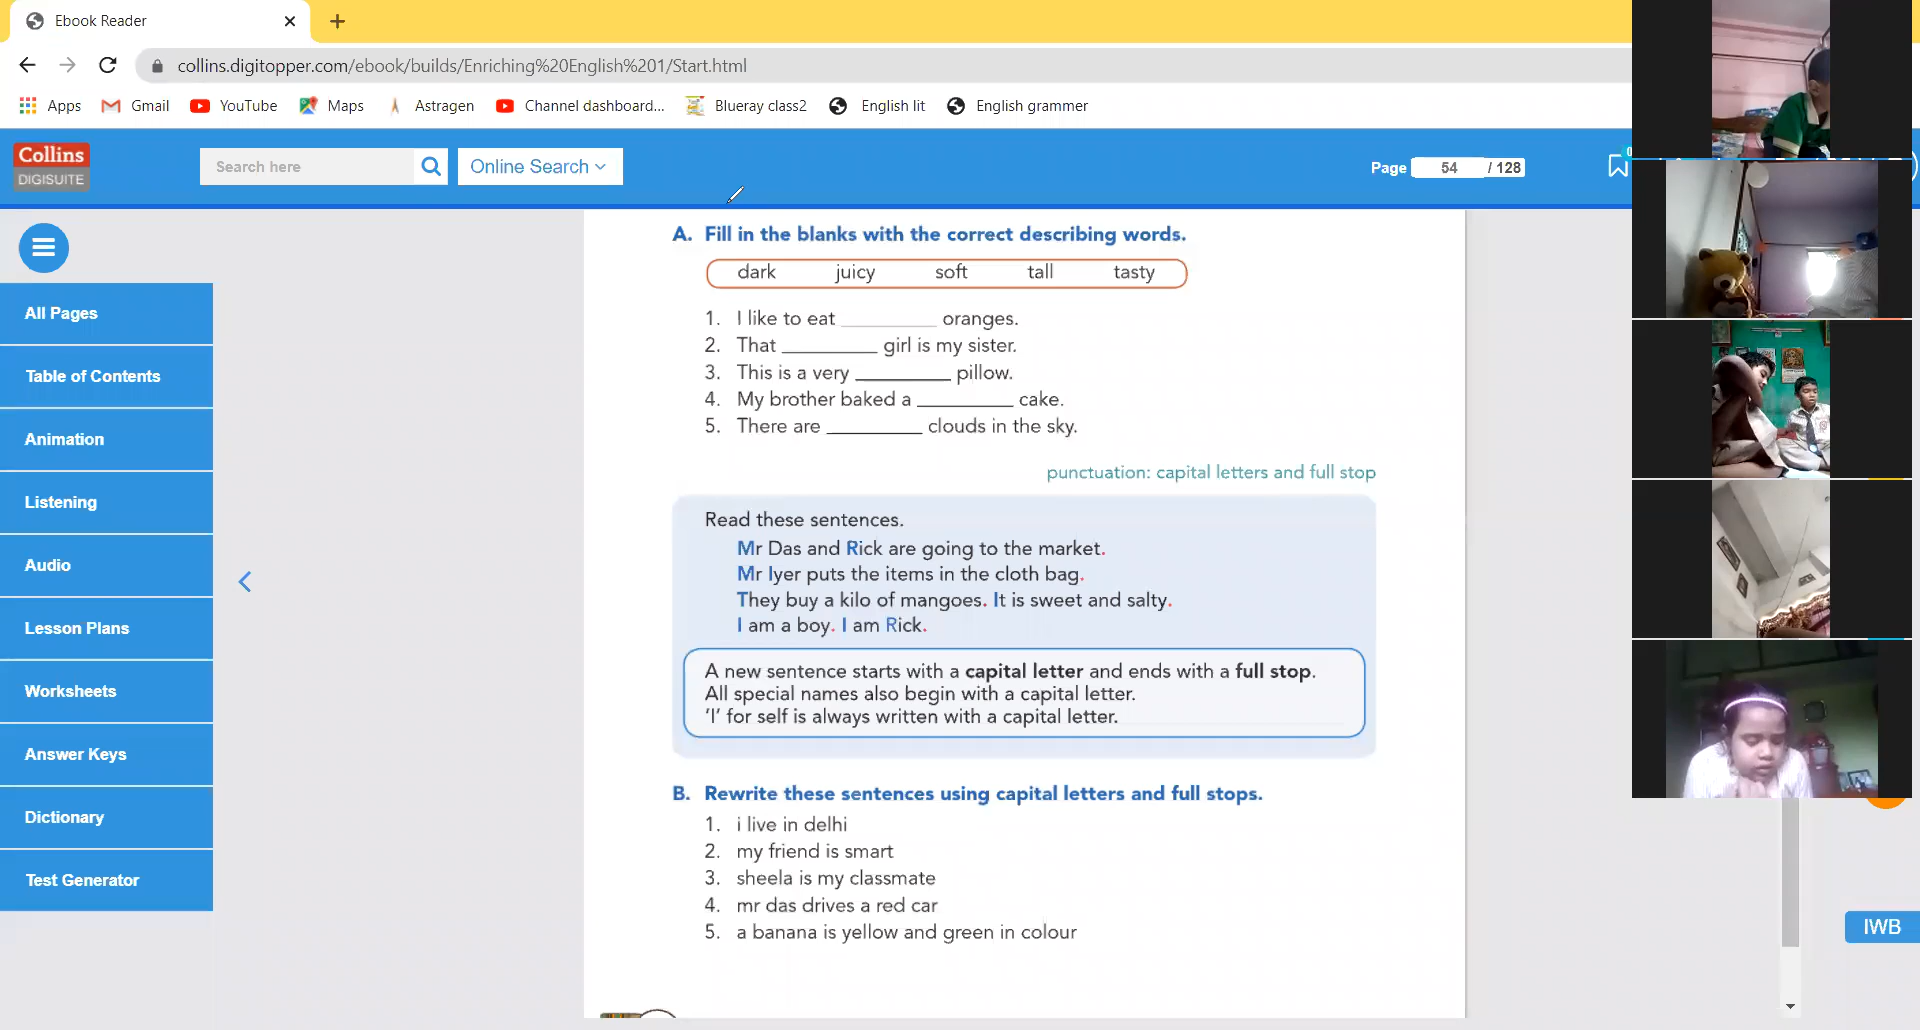 Ebook Reader
collins.digitopper.com/ebook/builds/Enriching%20English%201/Start.html
Apps Gmail YouTube Maps Astragen Channel dashboard... Blueray class2 English lit English grammer
Collins
DIGISUITE
Search here
Online Search
Page 54 / 128
All Pages
Table of Contents
Animation
Listening
Audio
Lesson Plans
Worksheets
Answer Keys
Dictionary
Test Generator
A. Fill in the blanks with the correct describing words.
dark juicy soft tall tasty
1. I like to eat __________ oranges.
2. That __________ girl is my sister.
3. This is a very __________ pillow.
4. My brother baked a __________ cake.
5. There are __________ clouds in the sky.
punctuation: capital letters and full stop
Read these sentences.
Mr Das and Rick are going to the market.
Mr Iyer puts the items in the cloth bag.
They buy a kilo of mangoes. It is sweet and salty.
I am a boy. I am Rick.
A new sentence starts with a capital letter and ends with a full stop.
All special names also begin with a capital letter.
‘I’ for self is always written with a capital letter.
B. Rewrite these sentences using capital letters and full stops.
1. i live in delhi
2. my friend is smart
3. sheela is my classmate
4. mr das drives a red car
5. a banana is yellow and green in colour
IWB